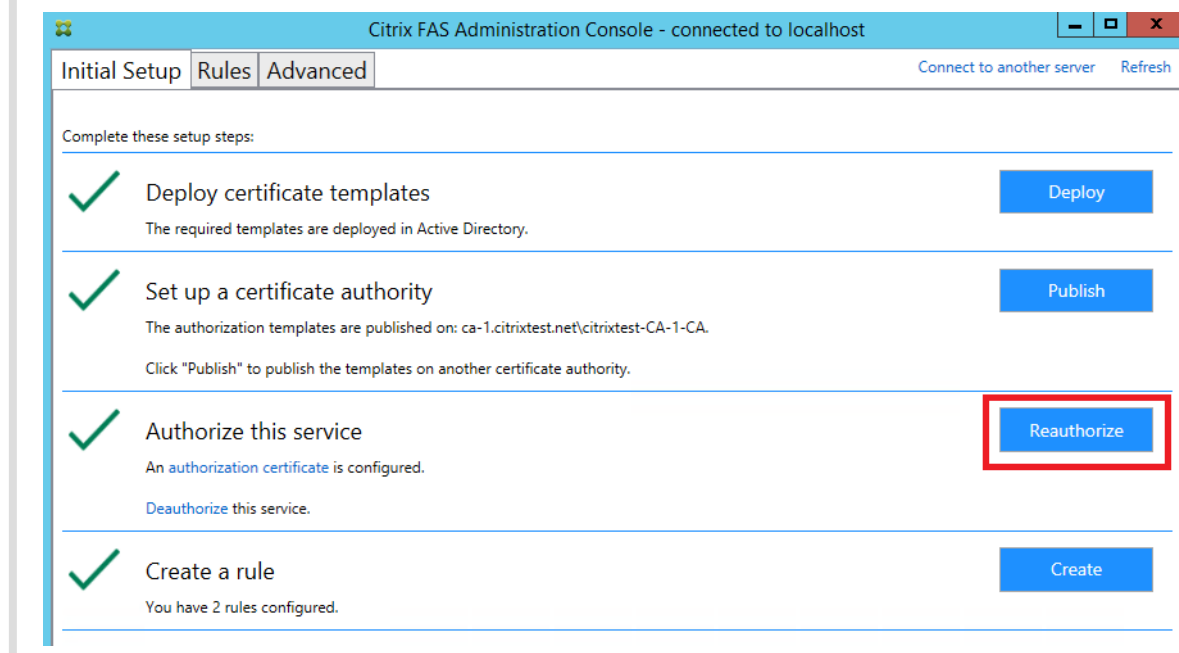 Citrix FAS Administration Console - connected to localhost
Initial Setup Rules Advanced Connect to another server Refresh
Complete these setup steps:
Deploy certificate templates
Deploy
The required templates are deployed in Active Directory.
Set up a certificate authority
Publish
The authorization templates are published on: ca-1.citrixtest.net\citrixtest-CA-1-CA.
Click "Publish" to publish the templates on another certificate authority.
Authorize this service
Reauthorize
An authorization certificate is configured.
Deauthorize this service.
Create a rule
Create
You have 2 rules configured.